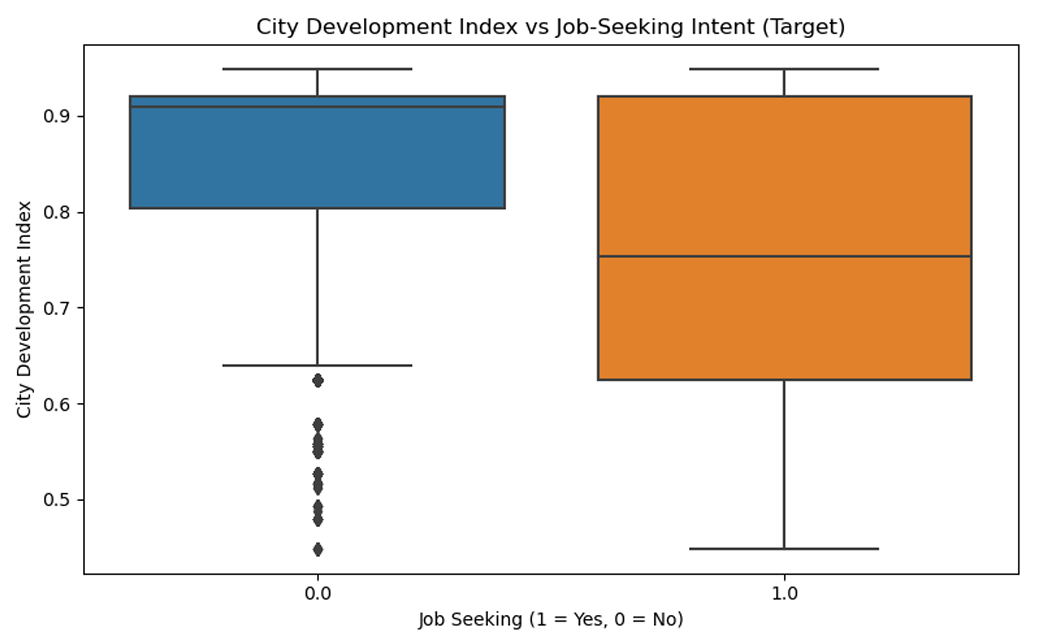 City Development Index vs Job-Seeking Intent (Target)
City Development Index
0.9
0.8
0.7
0.6
0.5
0.0
1.0
Job Seeking (1 = Yes, 0 = No)